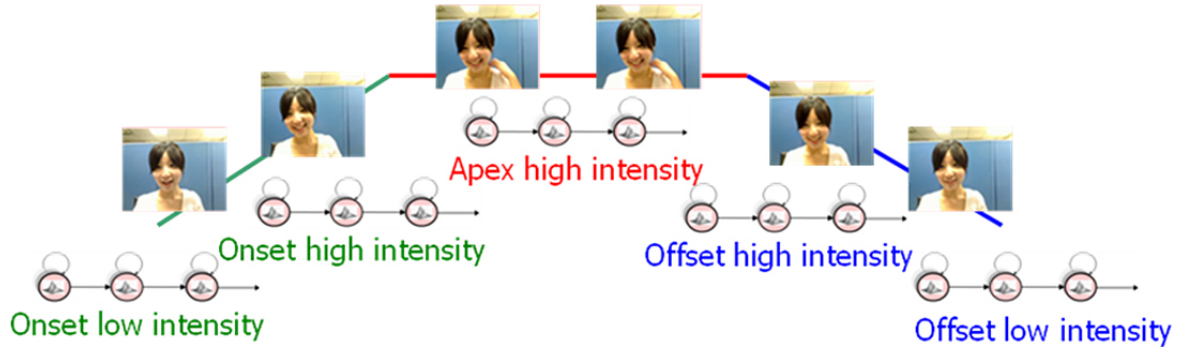 Apex high intensity
Onset high intensity
Offset high intensity
Onset low intensity
Offset low intensity